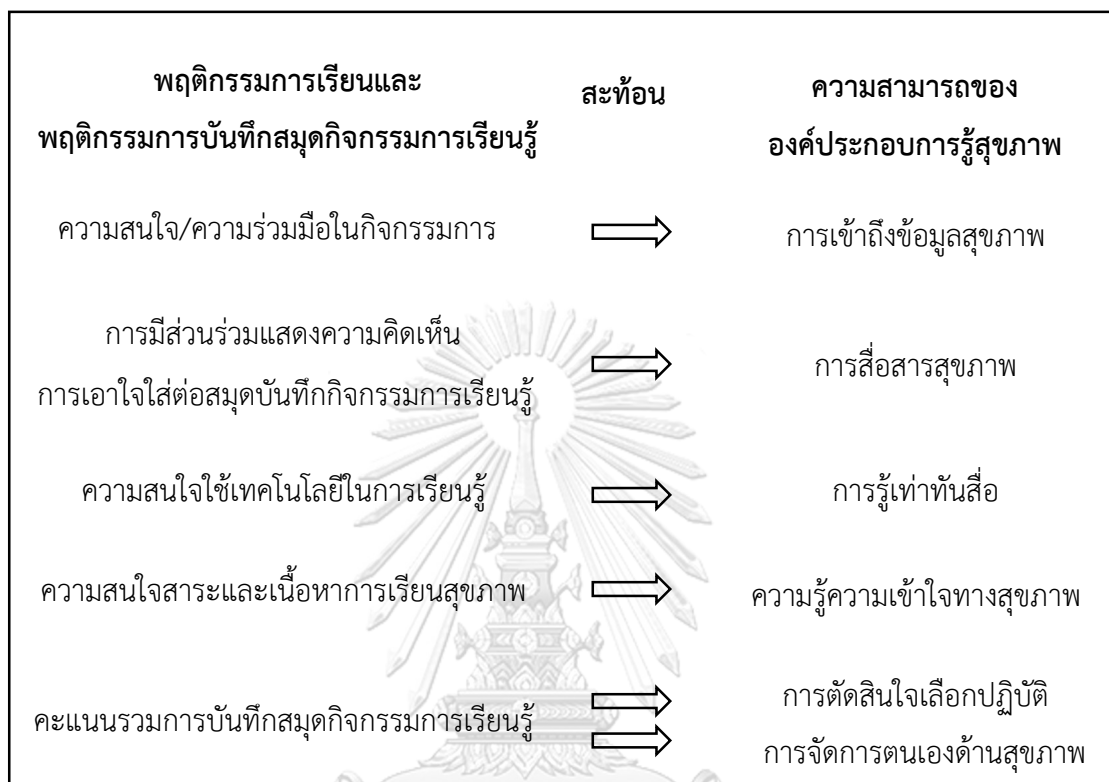 พฤติกรรมการเรียนและ
พฤติกรรมการบันทึกสมุดกิจกรรมการเรียนรู้
สะท้อน
ความสามารถของ
องค์ประกอบการรู้สุขภาพ
ความสนใจ/ความร่วมมือในกิจกรรมการ
การเข้าถึงข้อมูลสุขภาพ
การมีส่วนร่วมแสดงความคิดเห็น
การเอาใจใส่ต่อสมุดบันทึกกิจกรรมการเรียนรู้
การสื่อสารสุขภาพ
ความสนใจใช้เทคโนโลยีในการเรียนรู้
การรู้เท่าทันสื่อ
ความสนใจสาระและเนื้อหาการเรียนสุขภาพ
ความรู้ความเข้าใจทางสุขภาพ
คะแนนรวมการบันทึกสมุดกิจกรรมการเรียนรู้
การตัดสินใจเลือกปฏิบัติ
การจัดการตนเองด้านสุขภาพ